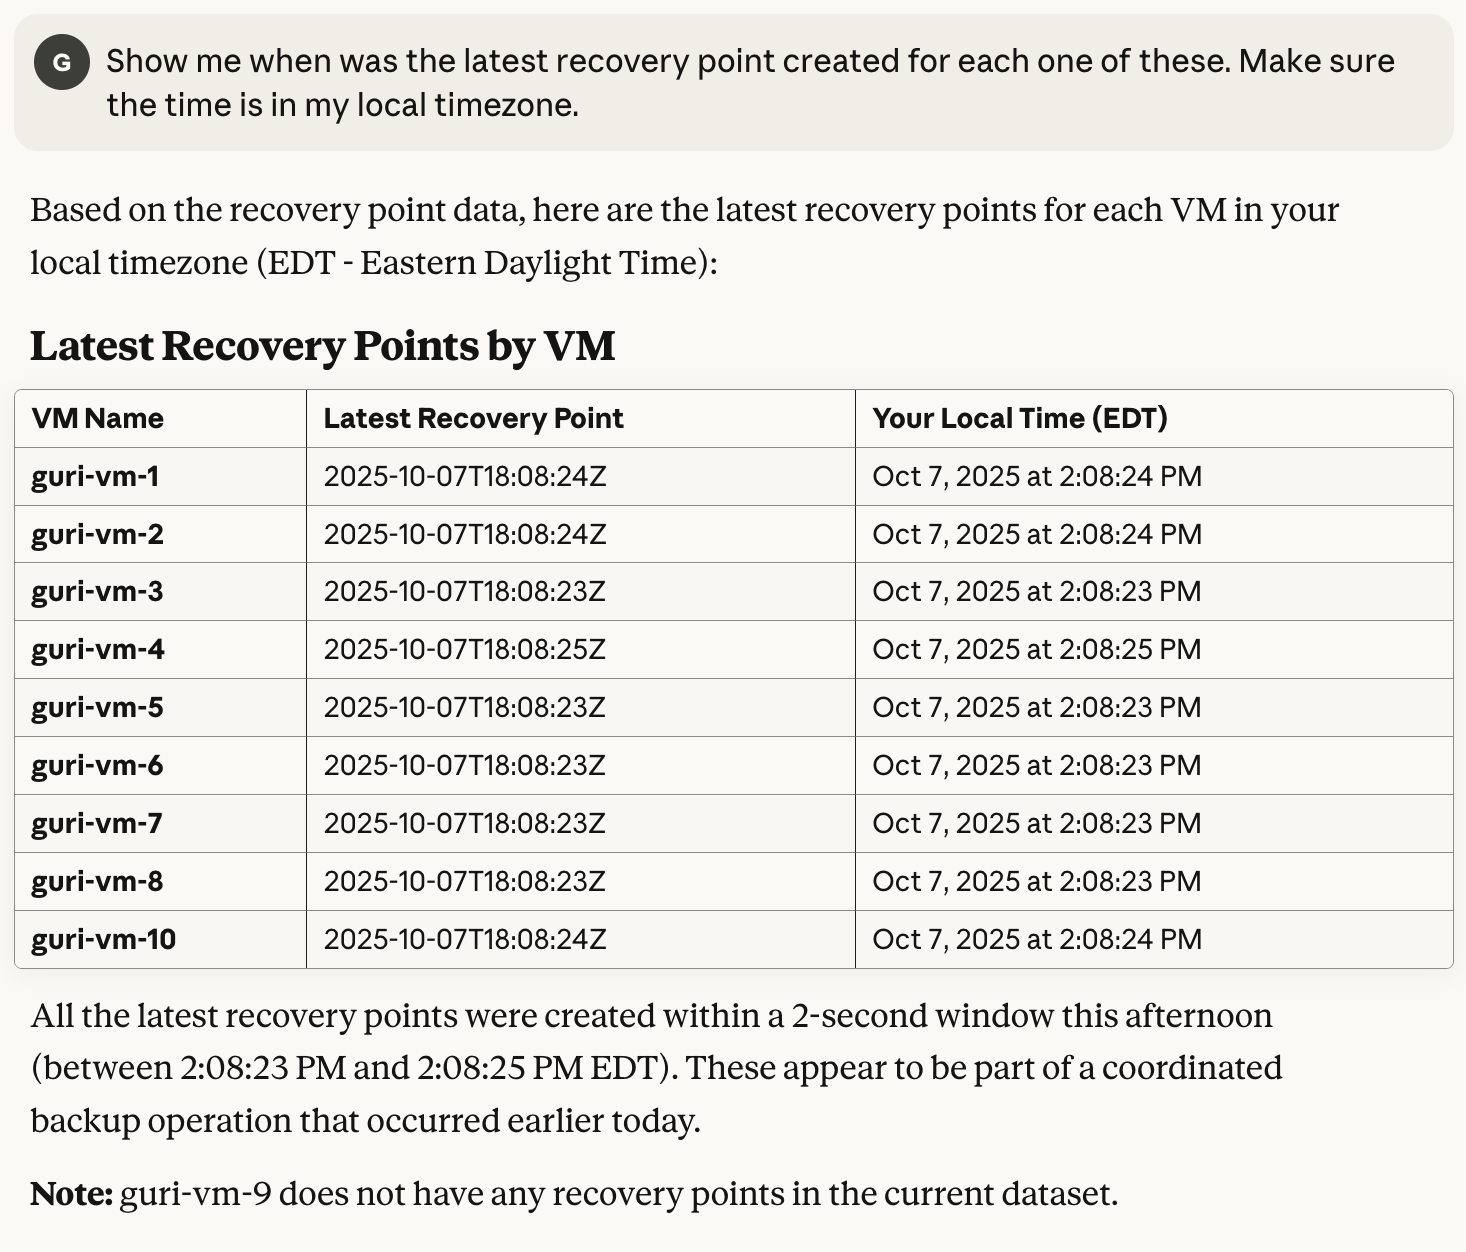 G
Show me when was the latest recovery point created for each one of these. Make sure
the time is in my local timezone.
Based on the recovery point data, here are the latest recovery points for each VM in your
local timezone (EDT - Eastern Daylight Time):
Latest Recovery Points by VM
VM Name Latest Recovery Point Your Local Time (EDT)
guri-vm-1 2025-10-07T18:08:24Z Oct 7, 2025 at 2:08:24 PM
guri-vm-2 2025-10-07T18:08:24Z Oct 7, 2025 at 2:08:24 PM
guri-vm-3 2025-10-07T18:08:23Z Oct 7, 2025 at 2:08:23 PM
guri-vm-4 2025-10-07T18:08:25Z Oct 7, 2025 at 2:08:25 PM
guri-vm-5 2025-10-07T18:08:23Z Oct 7, 2025 at 2:08:23 PM
guri-vm-6 2025-10-07T18:08:23Z Oct 7, 2025 at 2:08:23 PM
guri-vm-7 2025-10-07T18:08:23Z Oct 7, 2025 at 2:08:23 PM
guri-vm-8 2025-10-07T18:08:23Z Oct 7, 2025 at 2:08:23 PM
guri-vm-10 2025-10-07T18:08:24Z Oct 7, 2025 at 2:08:24 PM
All the latest recovery points were created within a 2-second window this afternoon
(between 2:08:23 PM and 2:08:25 PM EDT). These appear to be part of a coordinated
backup operation that occurred earlier today.
Note: guri-vm-9 does not have any recovery points in the current dataset.